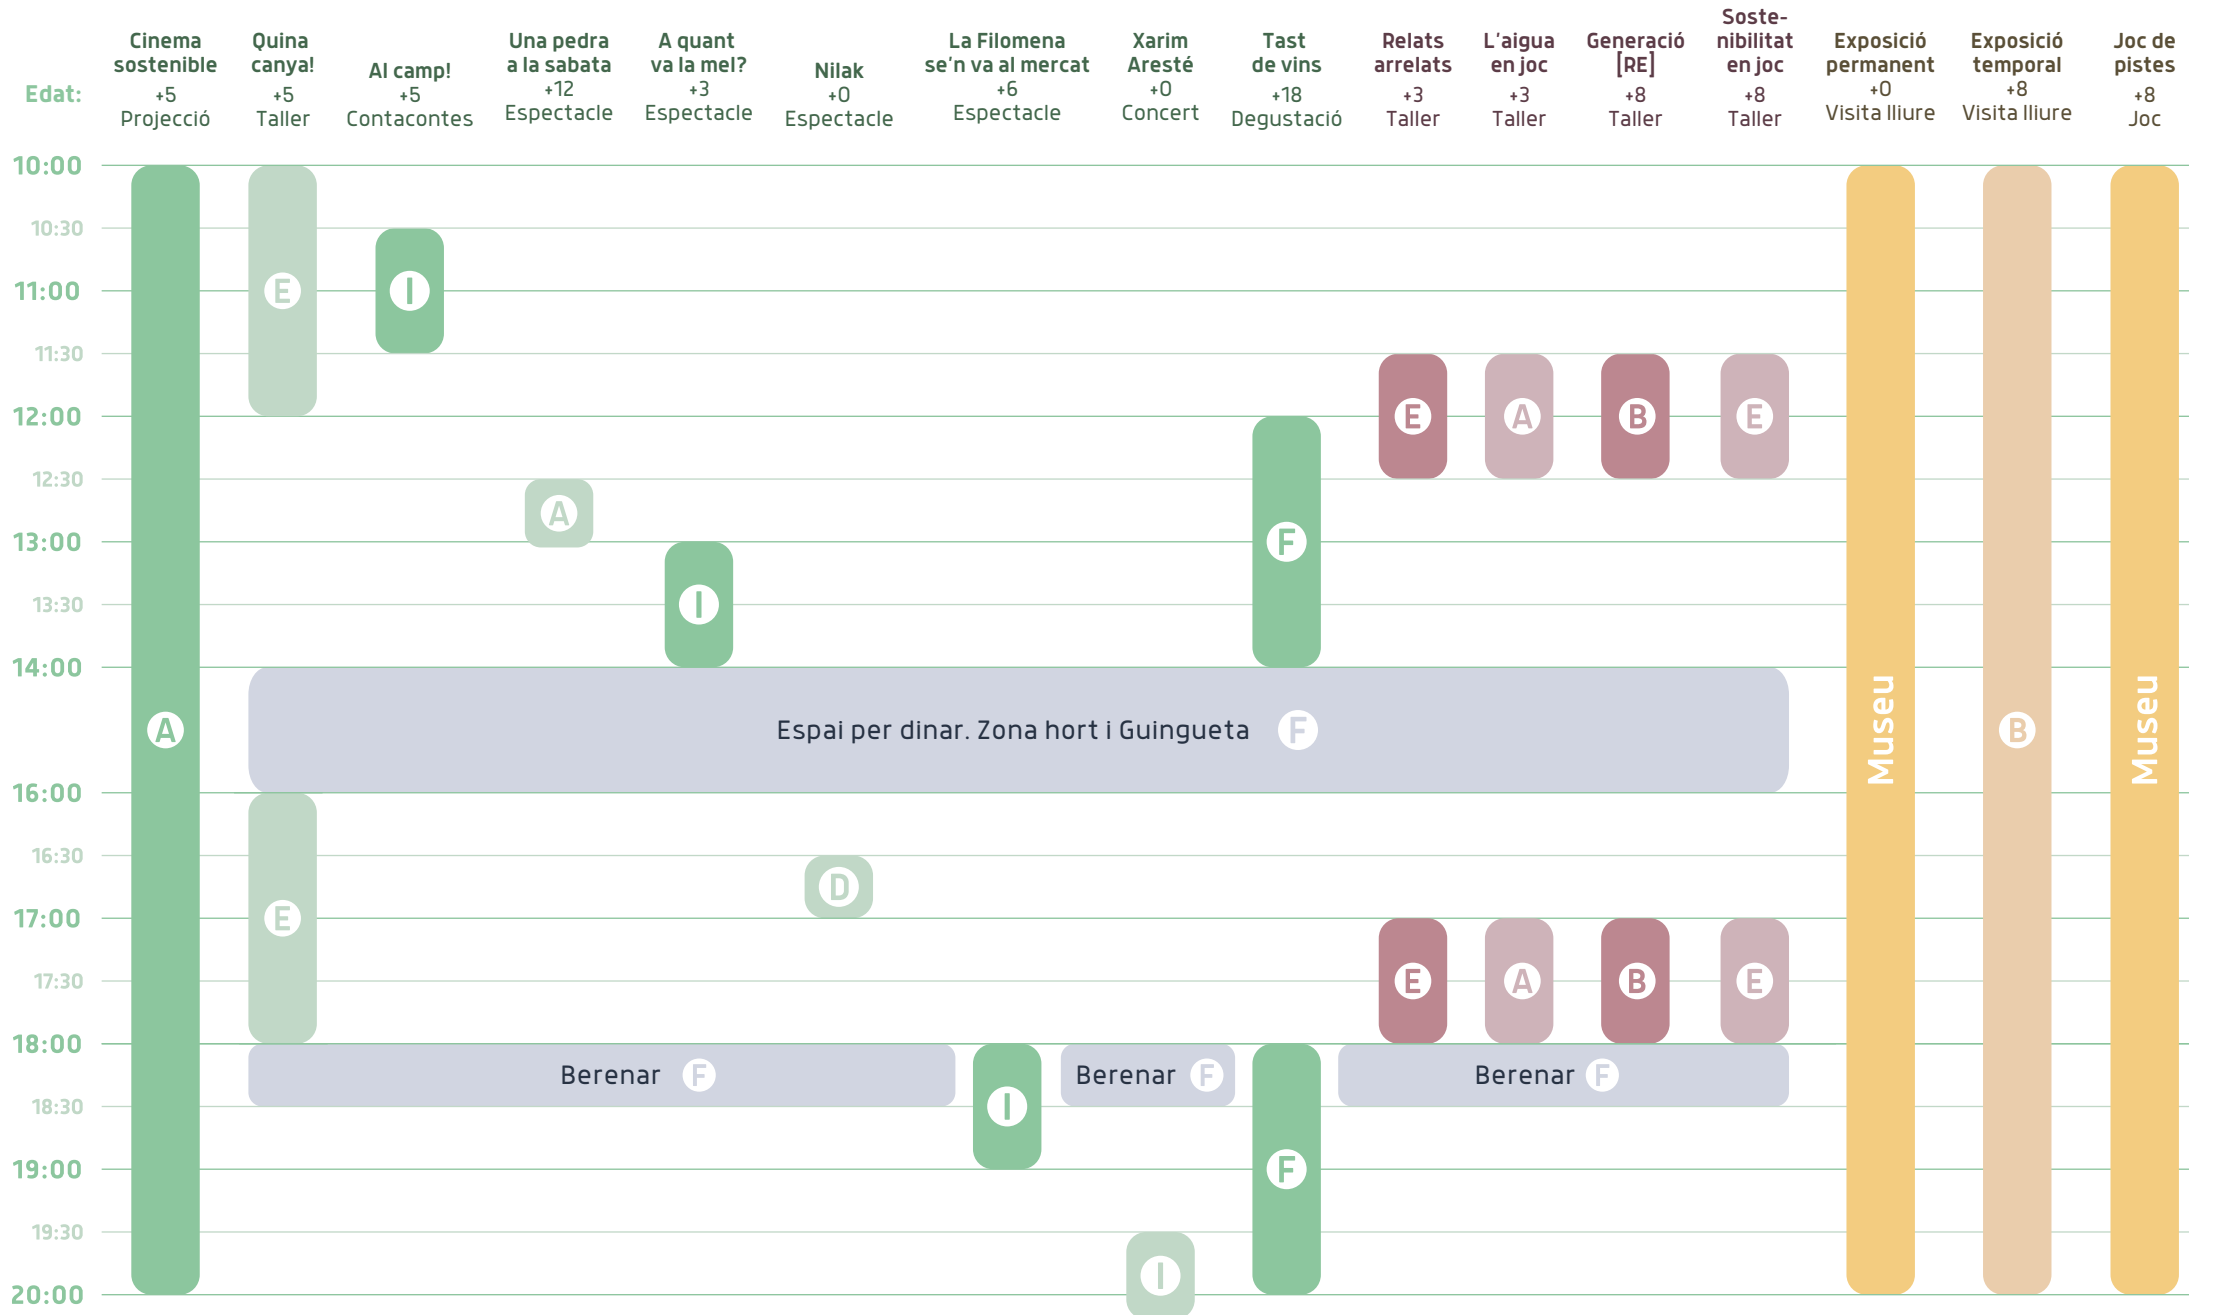 Edat:
Cinema
sostenible
+5
Projecció
Quina
canya!
+5
Taller
Al camp!
+5
Contacontes
Una pedra
a la sabata
+12
Espectacle
A quant
va la mel?
+3
Espectacle
Nilak
+0
Espectacle
La Filomena
se'n va al mercat
+6
Espectacle
Xarim
Aresté
+0
Concert
Tast
de vins
+18
Degustació
Relats
arrelats
+3
Taller
L'aigua
en joc
+3
Taller
Generació
[RE]
+8
Taller
Soste-
nibilitat
en joc
+8
Taller
Exposició
permanent
+0
Visita lliure
Exposició
temporal
+8
Visita lliure
Joc de
pistes
+8
Joc
10:00
10:30
11:00
E
I
11:30
12:00
E
A
B
E
12:30
A
13:00
F
13:30
I
14:00
A
Espai per dinar. Zona hort i Guingueta F
Museu
B
Museu
16:00
16:30
D
17:00
E
17:30
E
A
B
E
18:00
Berenar F
Berenar F
Berenar F
18:30
I
19:00
F
19:30
I
20:00